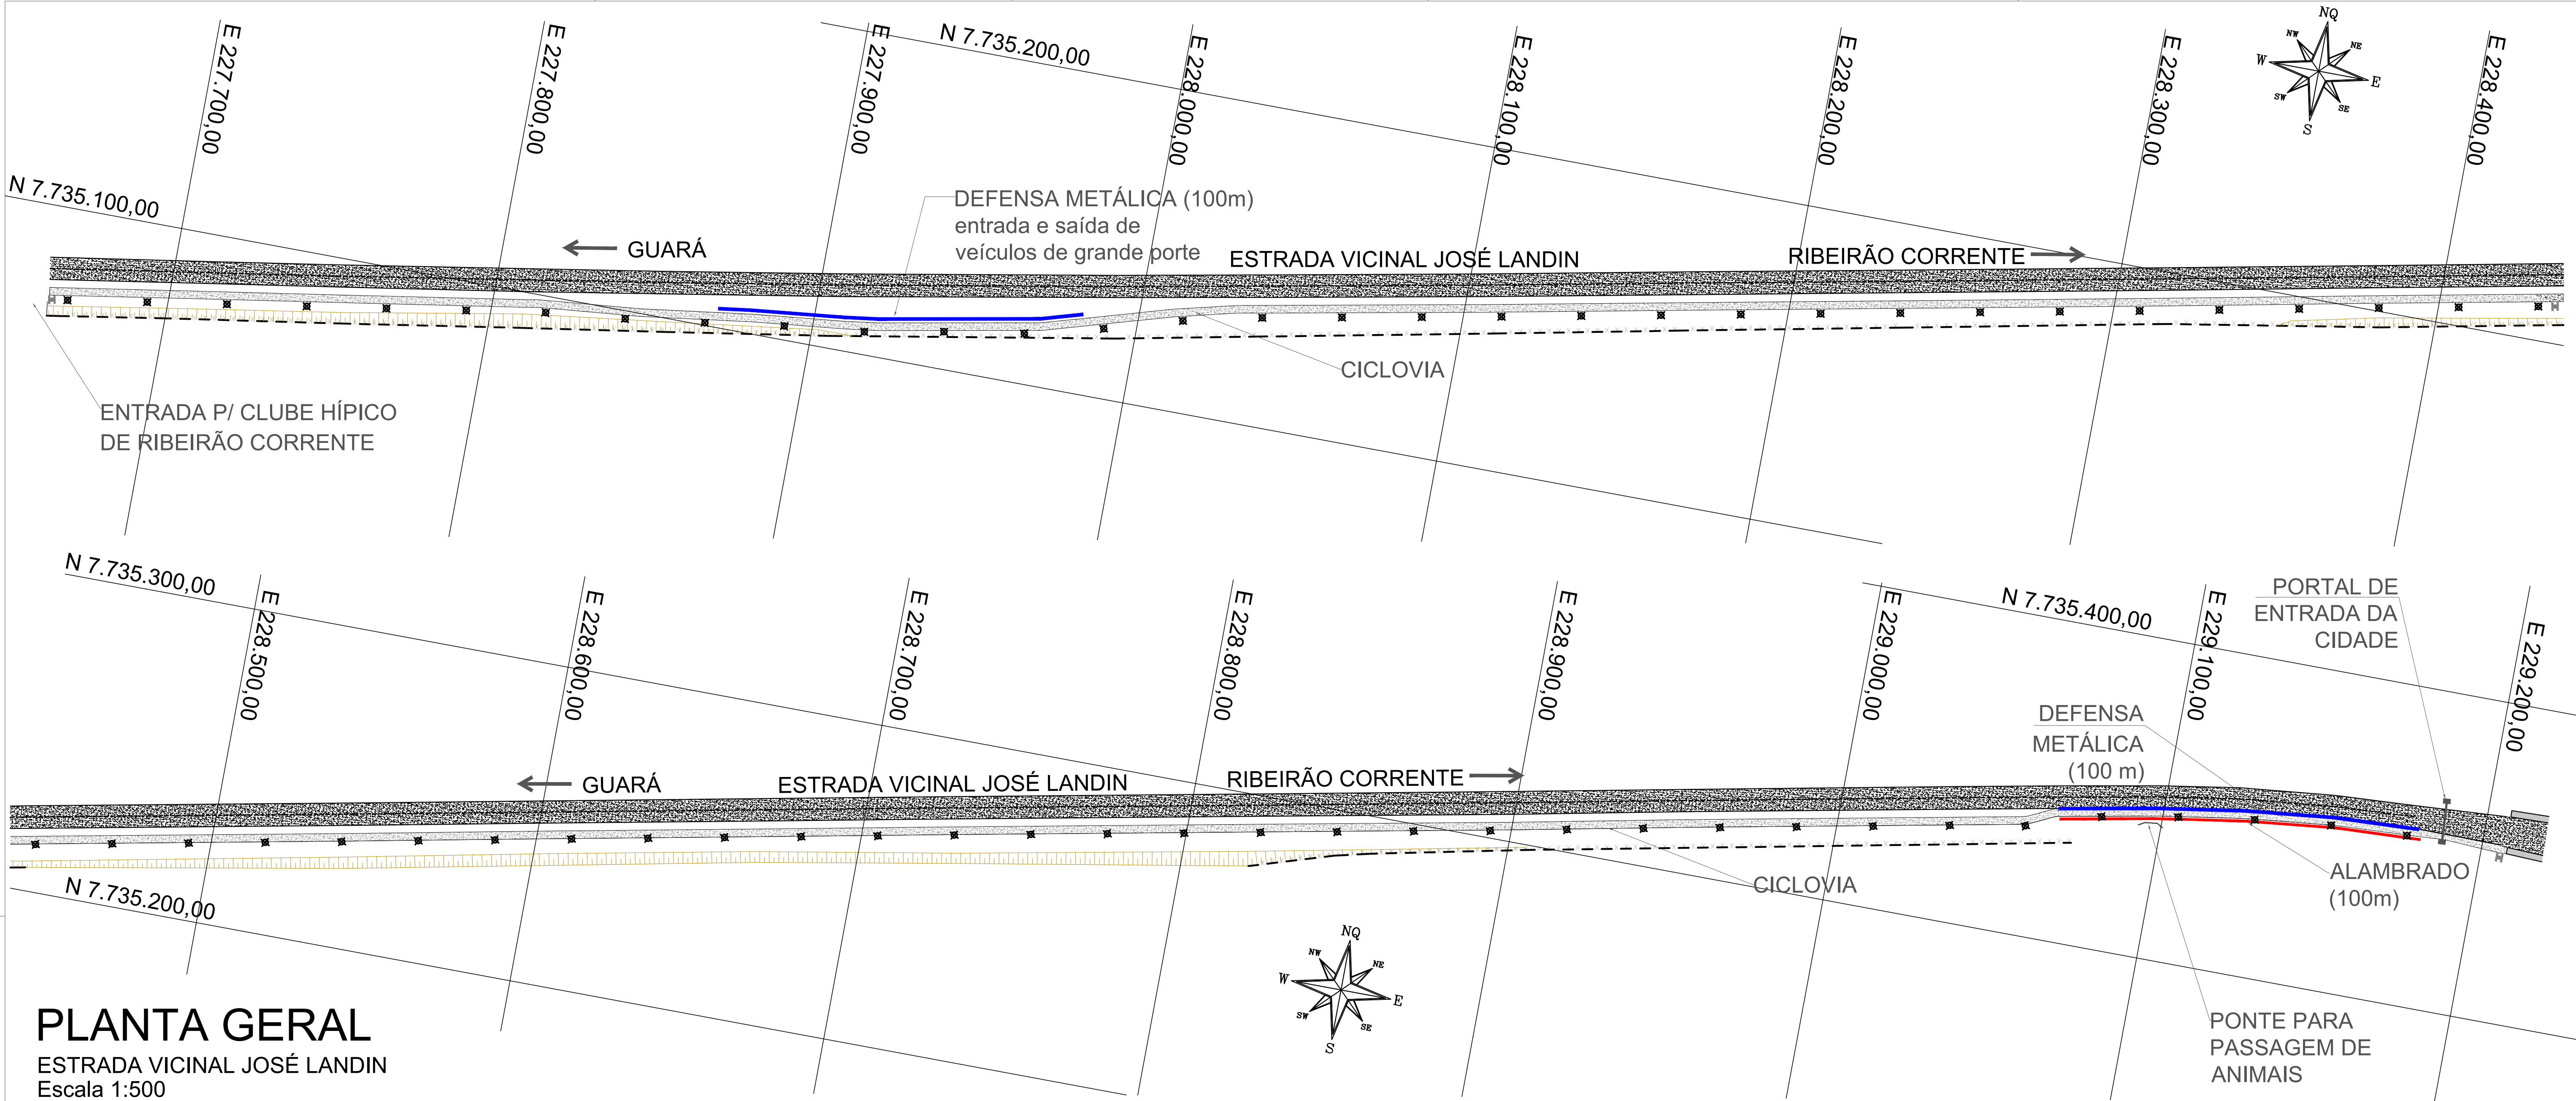 E 227.700,00
E 227.800,00
E 227.900,00
N 7.735.200,00
E 228.000,00
E 228.100,00
E 228.200,00
E 228.300,00
E 228.400,00
NQ
NW
NE
W
E
SW
SE
S
N 7.735.100,00
DEFENSA METÁLICA (100m)
entrada e saída de
veículos de grande porte
GUARÁ
ESTRADA VICINAL JOSÉ LANDIN
RIBEIRÃO CORRENTE
CICLOVIA
ENTRADA P/ CLUBE HÍPICO
DE RIBEIRÃO CORRENTE
N 7.735.300,00
E 228.500,00
E 228.600,00
E 228.700,00
E 228.800,00
E 228.900,00
E 229.000,00
N 7.735.400,00
E 229.100,00
E 229.200,00
PORTAL DE
ENTRADA DA
CIDADE
DEFENSA
METÁLICA
(100 m)
GUARÁ
ESTRADA VICINAL JOSÉ LANDIN
RIBEIRÃO CORRENTE
N 7.735.200,00
CICLOVIA
ALAMBRADO
(100m)
NQ
NW
NE
W
E
SW
SE
S
PONTE PARA
PASSAGEM DE
ANIMAIS
PLANTA GERAL
ESTRADA VICINAL JOSÉ LANDIN
Escala 1:500